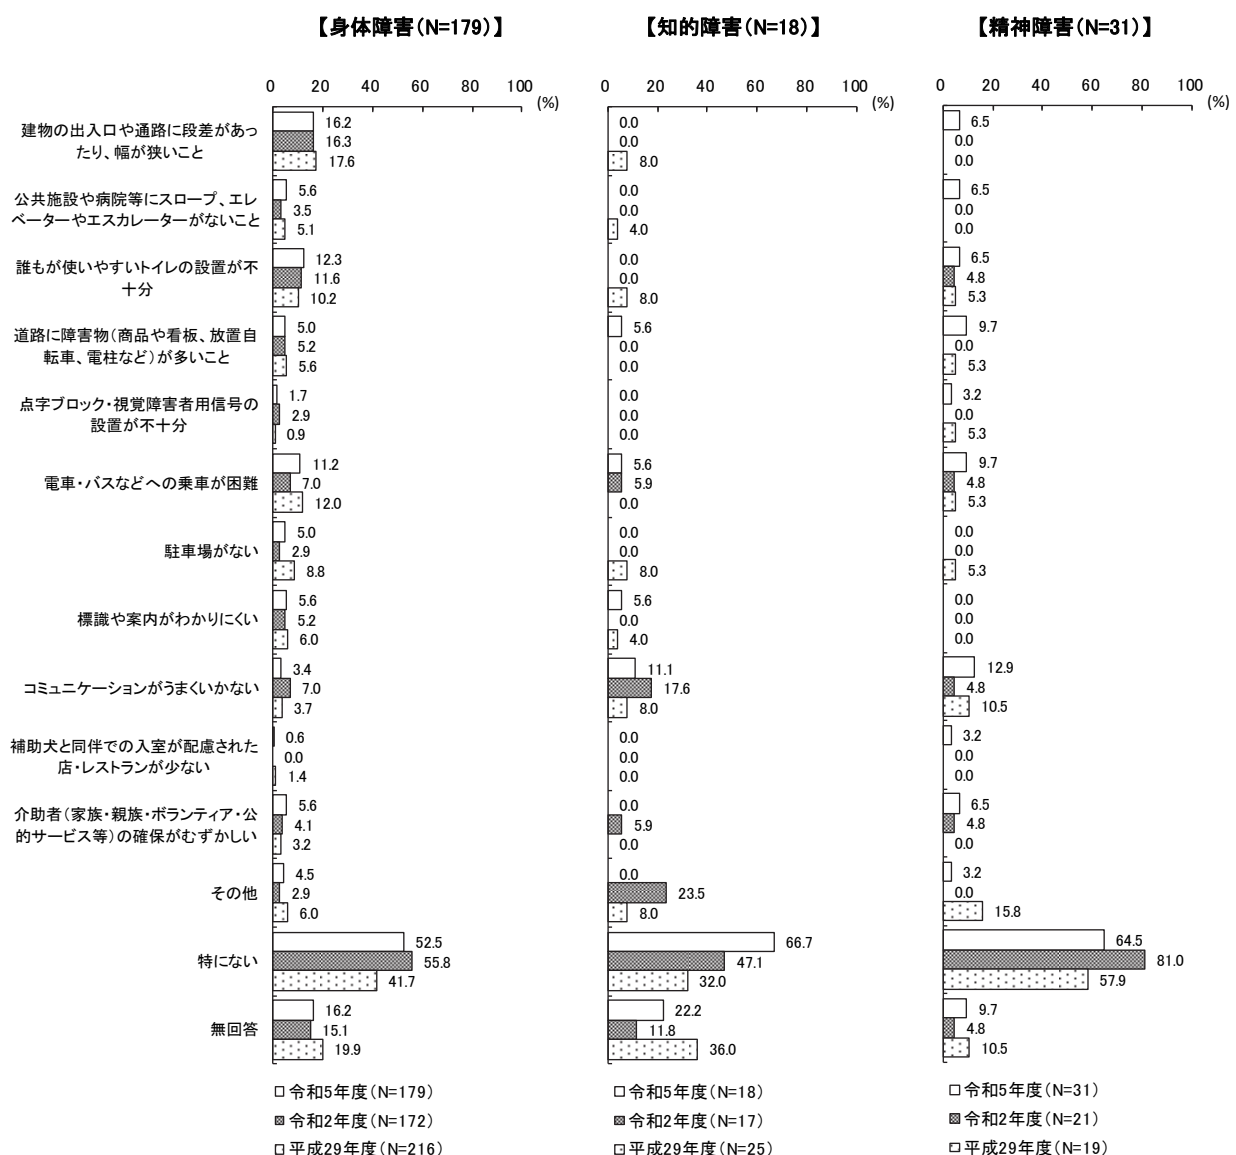 【身体障害（N=179）】 【知的障害（N=18）】 【精神障害（N=31）】
0 20 40 60 80 100 0 20 40 60 80 100 0 20 40 60 80 100
(%) (%) (%)
建物の出入口や通路に段差があっ
たり、幅が狭いこと
16.2 0.0 6.5
16.3 0.0 0.0
17.6 8.0 0.0
公共施設や病院等にスロープ、エレ
ベーターやエスカレーターがないこと
5.6 0.0 6.5
3.5 0.0 0.0
5.1 4.0 0.0
誰もが使いやすいトイレの設置が不
十分
12.3 0.0 6.5
11.6 0.0 4.8
10.2 8.0 5.3
道路に障害物（商品や看板、放置自
転車、電柱など）が多いこと
5.0 5.6 9.7
5.2 0.0 0.0
5.6 0.0 5.3
点字ブロック・視覚障害者用信号の
設置が不十分
1.7 0.0 3.2
2.9 0.0 0.0
0.9 0.0 5.3
電車・バスなどへの乗車が困難
11.2 5.6 9.7
7.0 5.9 4.8
12.0 0.0 5.3
駐車場がない
5.0 0.0 0.0
2.9 0.0 0.0
8.8 8.0 5.3
標識や案内がわかりにくい
5.6 5.6 0.0
5.2 0.0 0.0
6.0 4.0 0.0
コミュニケーションがうまくいかない
3.4 11.1 12.9
7.0 17.6 4.8
3.7 8.0 10.5
補助犬と同伴での入室が配慮された
店・レストランが少ない
0.6 0.0 3.2
0.0 0.0 0.0
1.4 0.0 0.0
介助者（家族・親族・ボランティア・公
的サービス等）の確保がむずかしい
5.6 0.0 6.5
4.1 5.9 4.8
3.2 0.0 0.0
その他
4.5 0.0 3.2
2.9 23.5 0.0
6.0 8.0 15.8
特にない
52.5 66.7 64.5
55.8 47.1 81.0
41.7 32.0 57.9
無回答
16.2 22.2 9.7
15.1 11.8 4.8
19.9 36.0 10.5
令和5年度（N=179） 令和5年度（N=18） 令和5年度（N=31）
令和2年度（N=172） 令和2年度（N=17） 令和2年度（N=21）
平成29年度（N=216） 平成29年度（N=25） 平成29年度（N=19）